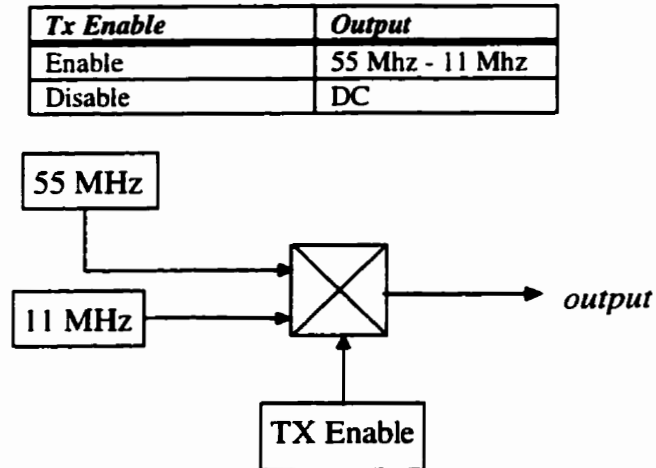 Tx Enable Output
Enable 55 Mhz - 11 Mhz
Disable DC
55 MHz
11 MHz
output
TX Enable